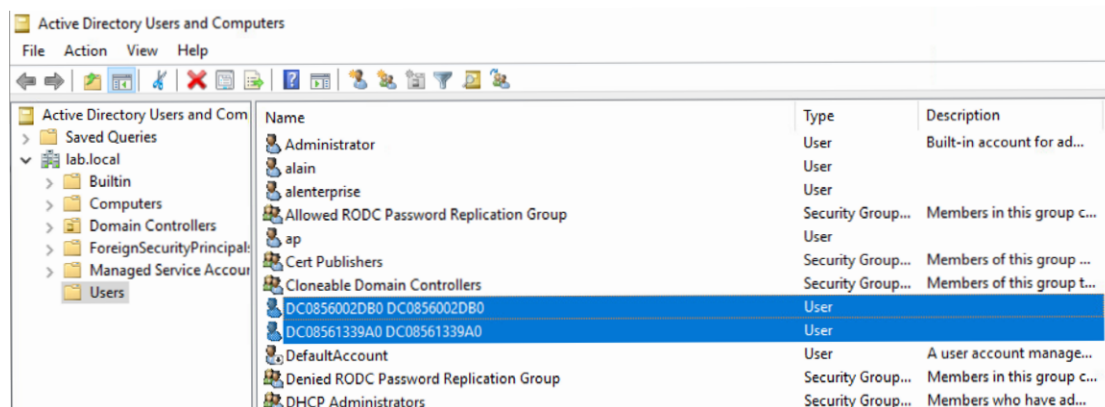 Active Directory Users and Computers
File Action View Help
Active Directory Users and Com
Saved Queries
lab.local
Builtin
Computers
Domain Controllers
ForeignSecurityPrincipal
Managed Service Accour
Users
Name Type Description
Administrator User Built-in account for ad...
alain User
alenterprise User
Allowed RODC Password Replication Group Security Group... Members in this group c...
ap User
Cert Publishers Security Group... Members of this group ...
Cloneable Domain Controllers Security Group... Members of this group t...
DC0856002DB0 DC0856002DB0 User
DC08561339A0 DC08561339A0 User
DefaultAccount User A user account manage...
Denied RODC Password Replication Group Security Group... Members in this group c...
DHCP Administrators Security Group... Members who have ad...